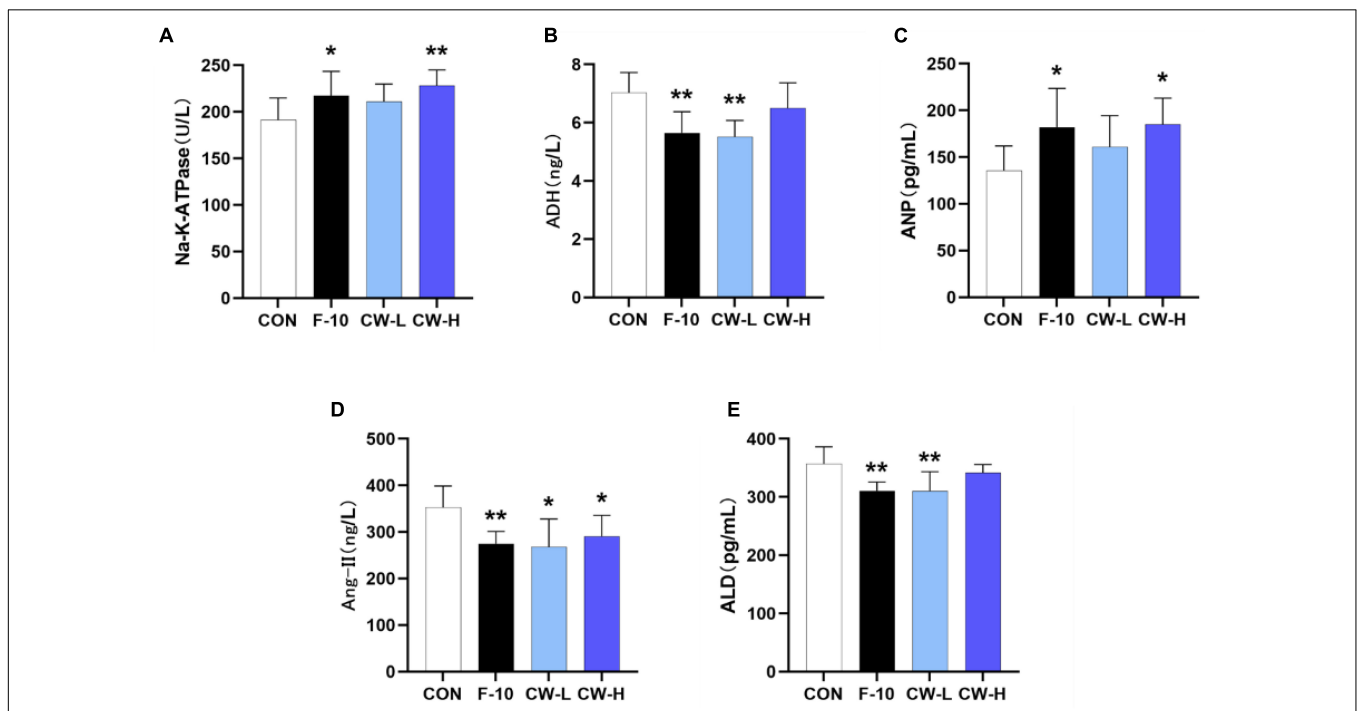 A
Na-K-ATPase(U/L)
250
200
150
100
50
0
* **
CON F-10 CW-L CW-H
B
ADH(ng/L)
8
6
4
2
0
** **
CON F-10 CW-L CW-H
C
ANP(pg/mL)
250
200
150
100
50
0
* *
CON F-10 CW-L CW-H
D
Ang-II(ng/L)
500
400
300
200
100
0
** * *
CON F-10 CW-L CW-H
E
ALD(pg/mL)
400
300
200
100
0
** **
CON F-10 CW-L CW-H